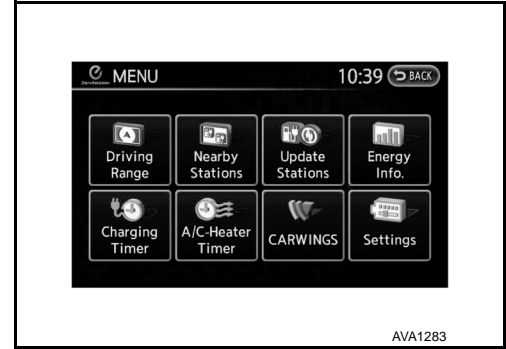 MENU 10:39 BACK
Driving Range
Nearby Stations
Update Stations
Energy Info.
Charging Timer
A/C-Heater Timer
CARWINGS
Settings
AVA1283